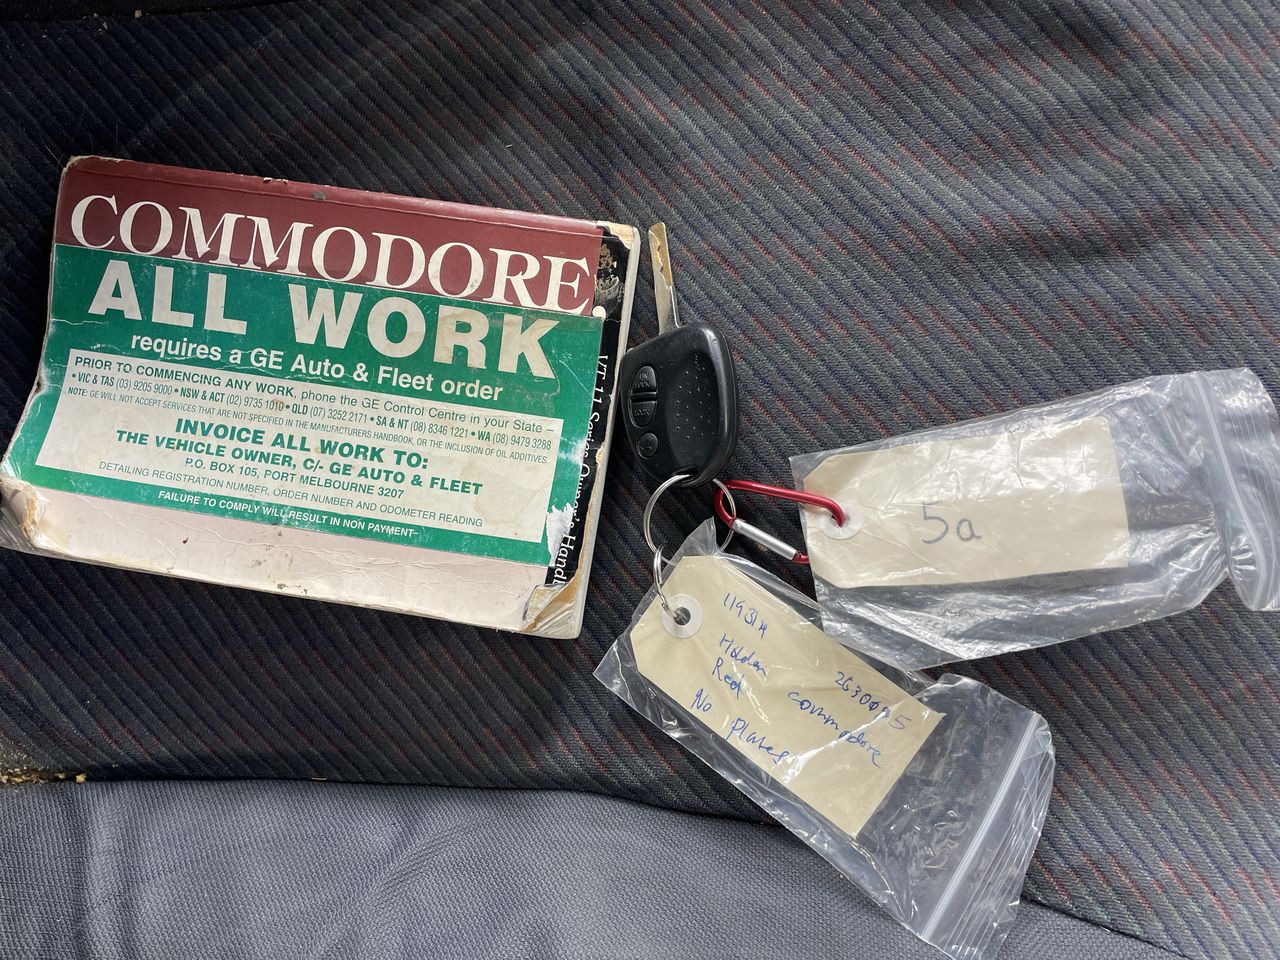 COMMODORE.
ALL WORK
requires a GE Auto & Fleet order
PRIOR TO COMMENCING ANY WORK, phone the GE Control Centre in your State –
• VIC & TAS (03) 9205 9000 • NSW & ACT (02) 9735 1010 • QLD (07) 3252 2171 • SA & NT (08) 8346 1221 • WA (08) 9479 3288
NOTE: GE WILL NOT ACCEPT SERVICES THAT ARE NOT SPECIFIED IN THE MANUFACTURERS HANDBOOK, OR THE INCLUSION OF OIL ADDITIVES.
INVOICE ALL WORK TO:
THE VEHICLE OWNER, C/- GE AUTO & FLEET
P.O. BOX 105, PORT MELBOURNE 3207
DETAILING REGISTRATION NUMBER, ORDER NUMBER AND ODOMETER READING
FAILURE TO COMPLY WILL RESULT IN NON PAYMENT
Series Owner's
UN
LOCK
LOCK
5a
Holden commodore
Red
No plates